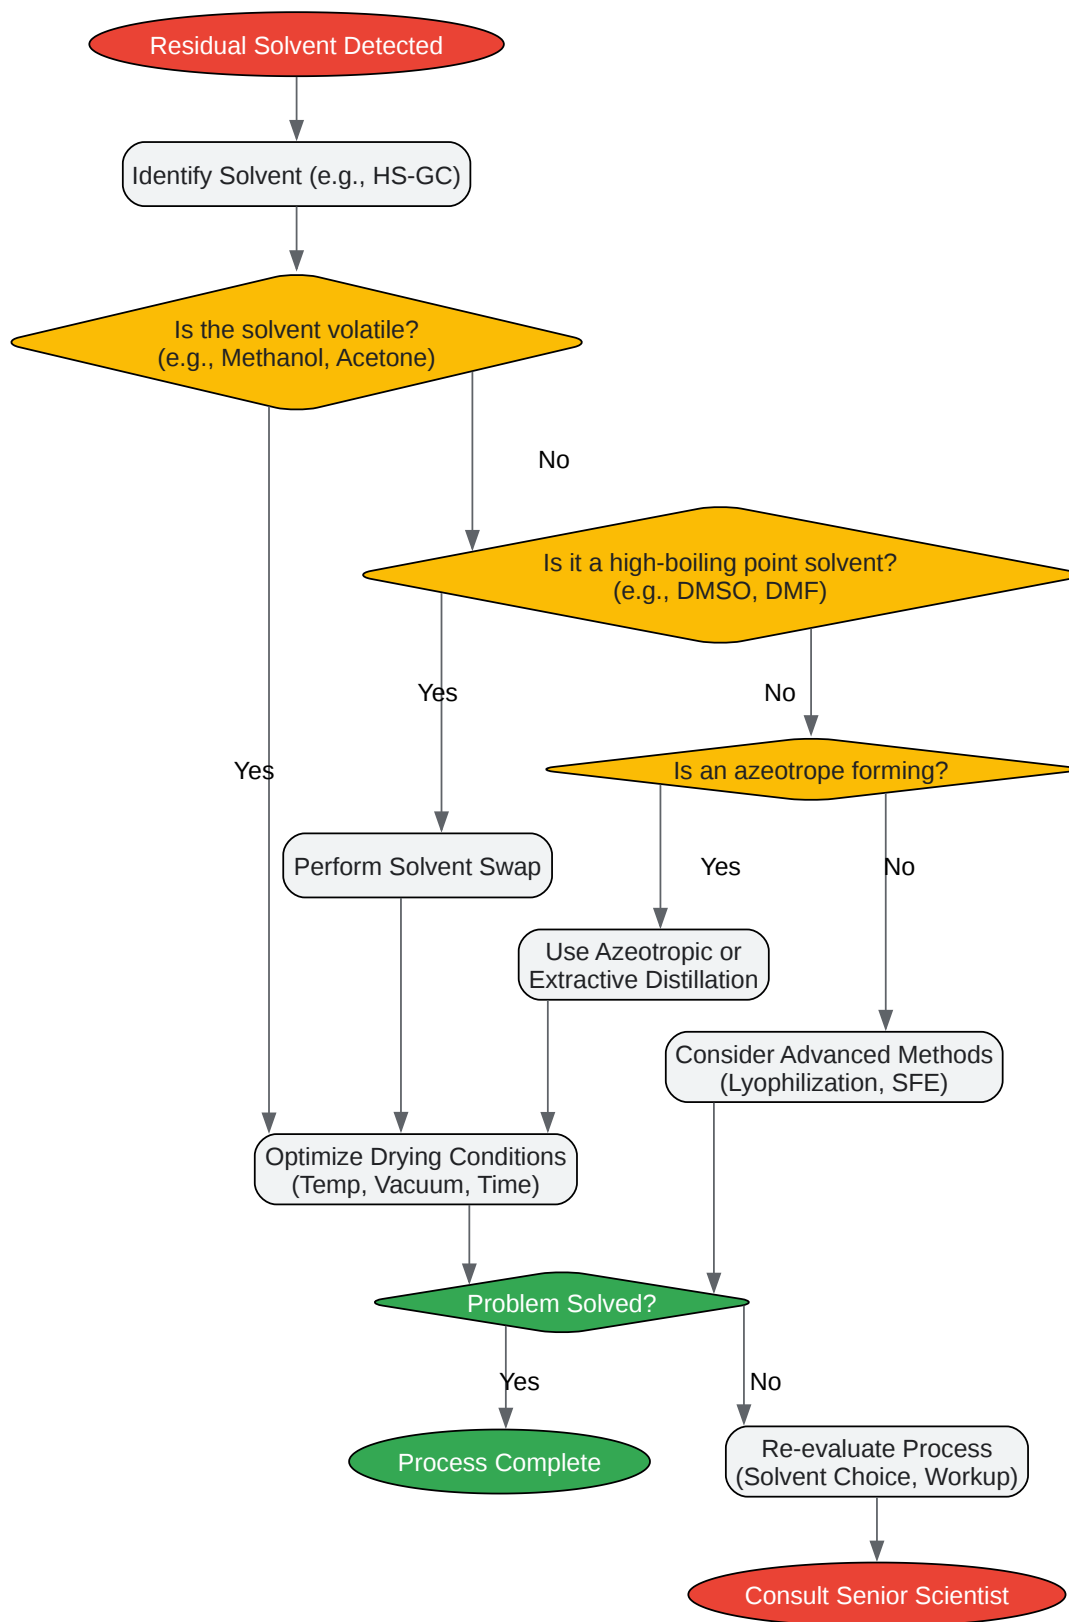 Residual Solvent Detected
Identify Solvent (e.g., HS-GC)
Is the solvent volatile?
(e.g., Methanol, Acetone)
No
Is it a high-boiling point solvent?
(e.g., DMSO, DMF)
Yes
No
Yes
Is an azeotrope forming?
Perform Solvent Swap
Yes
No
Use Azeotropic or
Extractive Distillation
Consider Advanced Methods
(Lyophilization, SFE)
Optimize Drying Conditions
(Temp, Vacuum, Time)
Problem Solved?
Yes
No
Process Complete
Re-evaluate Process
(Solvent Choice, Workup)
Consult Senior Scientist